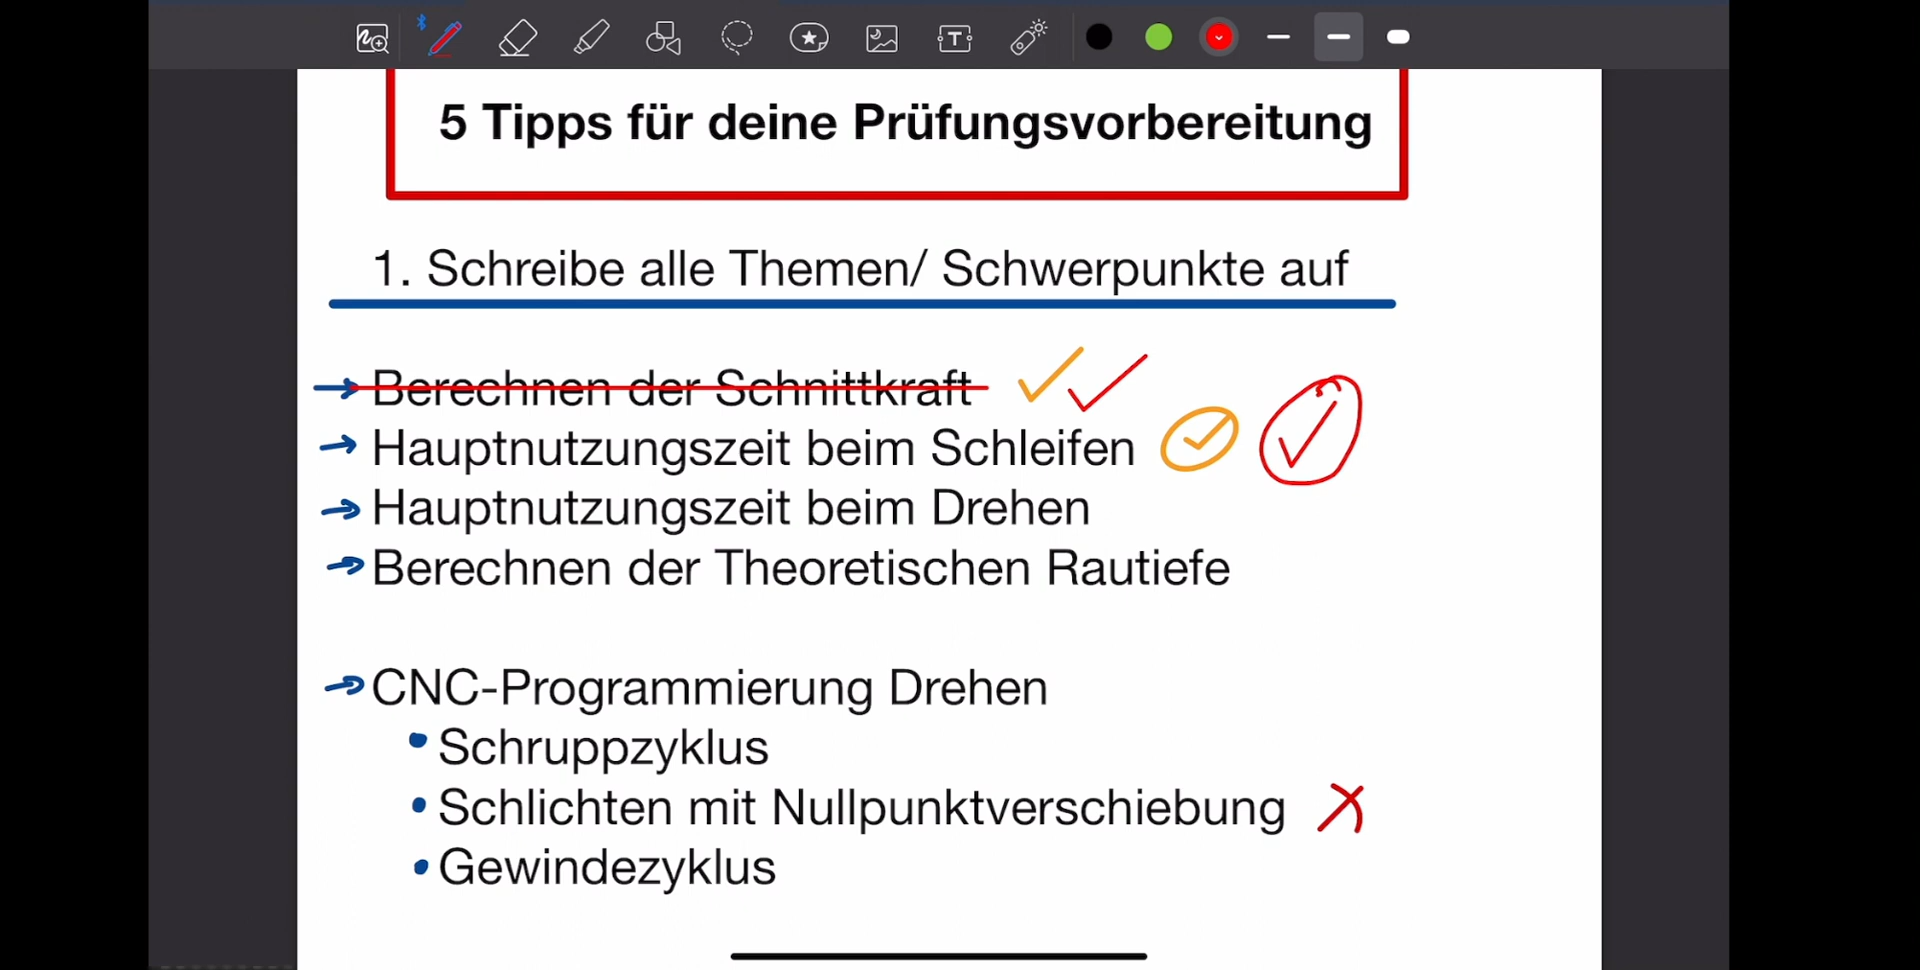 5 Tipps für deine Prüfungsvorbereitung
1. Schreibe alle Themen/ Schwerpunkte auf
Berechnen der Schnittkraft
Hauptnutzungszeit beim Schleifen
Hauptnutzungszeit beim Drehen
Berechnen der Theoretischen Rautiefe
CNC-Programmierung Drehen
Schruppzyklus
Schlichten mit Nullpunktverschiebung
Gewindezyklus